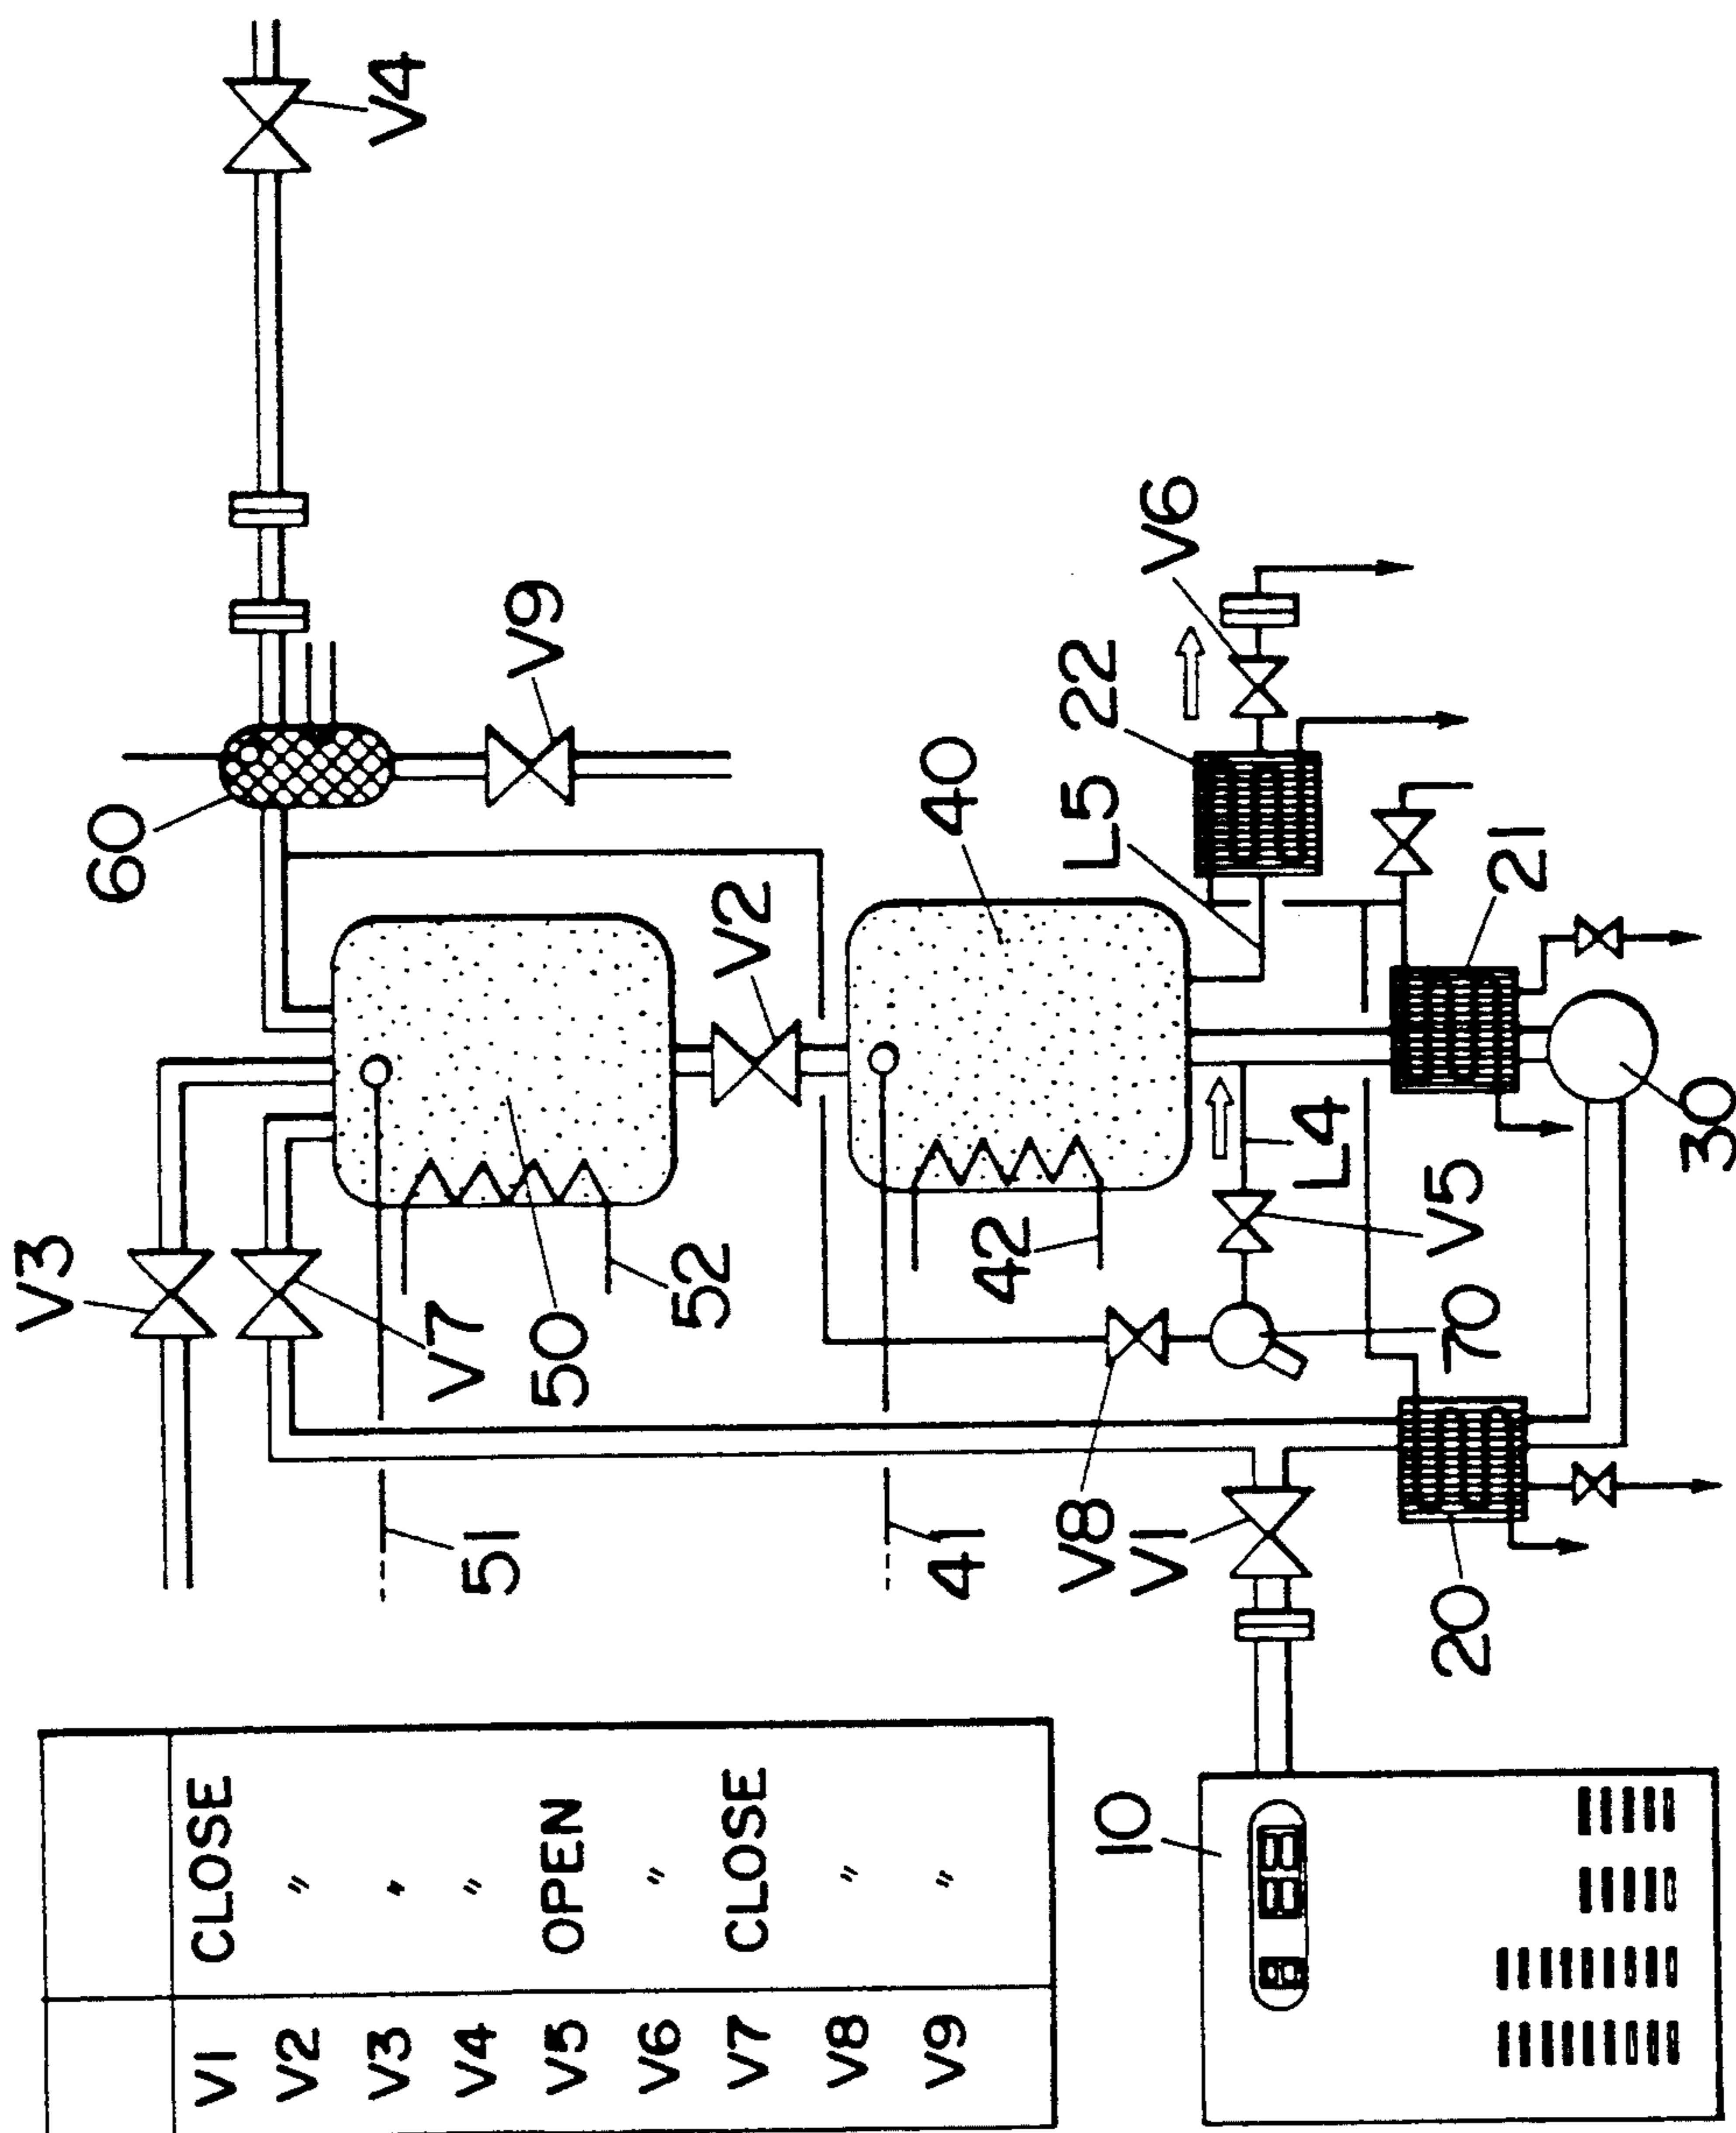 V1 CLOSE
V2 〃
V3 〃
V4 〃
V5 OPEN
V6 〃
V7 CLOSE
V8 〃
V9 〃
V3
V7
51
50
52
60
V9
V4
V2
41
40
42
V8
V1
L5
22
V6
L4
V5
70
10
20
21
30